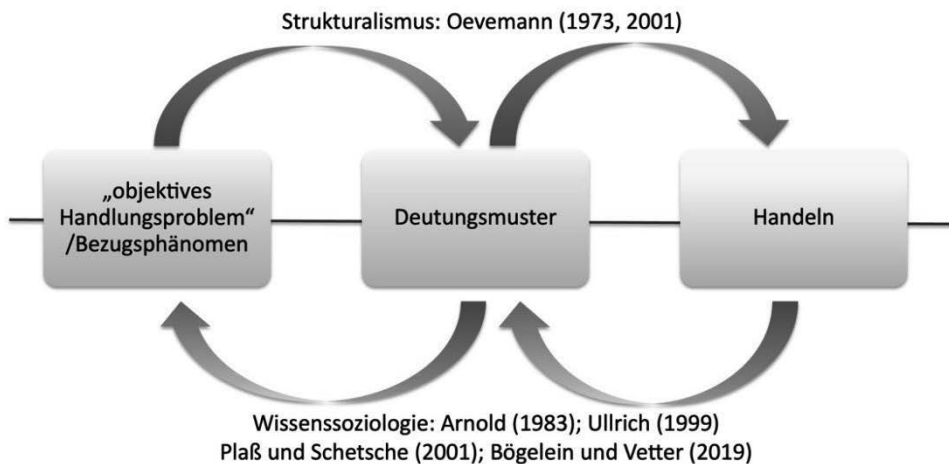 Strukturalismus: Oevemann (1973, 2001)
„objektives
Handlungsproblem“
/Bezugsphänomen
Deutungsmuster
Handeln
Wissenssoziologie: Arnold (1983); Ullrich (1999)
Plaß und Schetsche (2001); Bögelein und Vetter (2019)